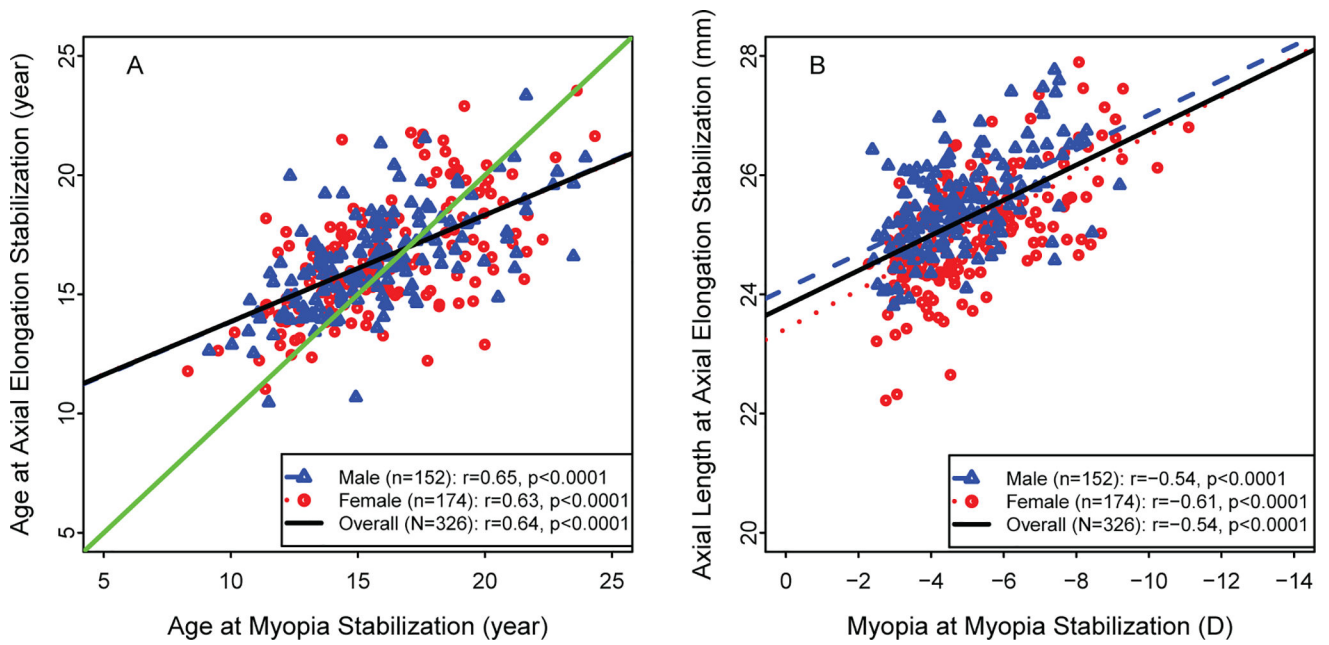 A
Age at Axial Elongation Stabilization (year)
25
20
15
10
5
Male (n=152): r=0.65, p<0.0001
Female (n=174): r=0.63, p<0.0001
Overall (N=326): r=0.64, p<0.0001
5 10 15 20 25
Age at Myopia Stabilization (year)
B
Axial Length at Axial Elongation Stabilization (mm)
28
26
24
22
20
Male (n=152): r=−0.54, p<0.0001
Female (n=174): r=−0.61, p<0.0001
Overall (N=326): r=−0.54, p<0.0001
0 −2 −4 −6 −8 −10 −12 −14
Myopia at Myopia Stabilization (D)